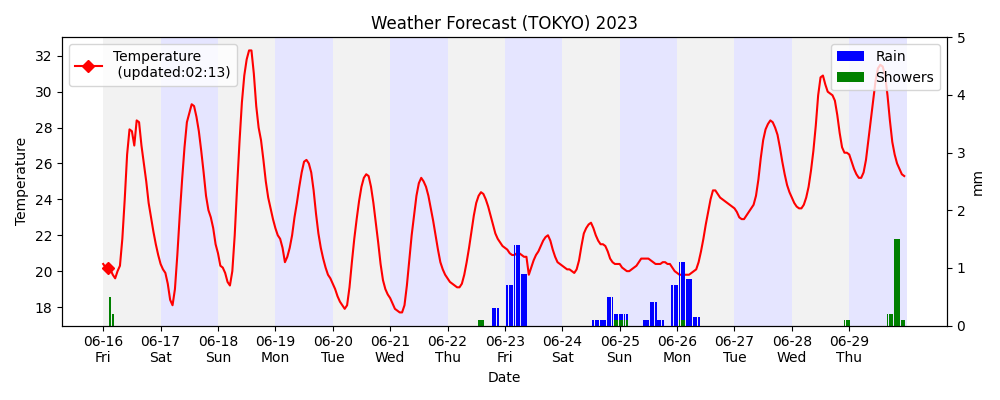 Weather Forecast (TOKYO) 2023
Temperature
(updated:02:13)
Rain
Showers
Temperature
32
30
28
26
24
22
20
18
5
4
3
2
1
0
mm
06-16 06-17 06-18 06-19 06-20 06-21 06-22 06-23 06-24 06-25 06-26 06-27 06-28 06-29
Fri Sat Sun Mon Tue Wed Thu Fri Sat Sun Mon Tue Wed Thu
Date